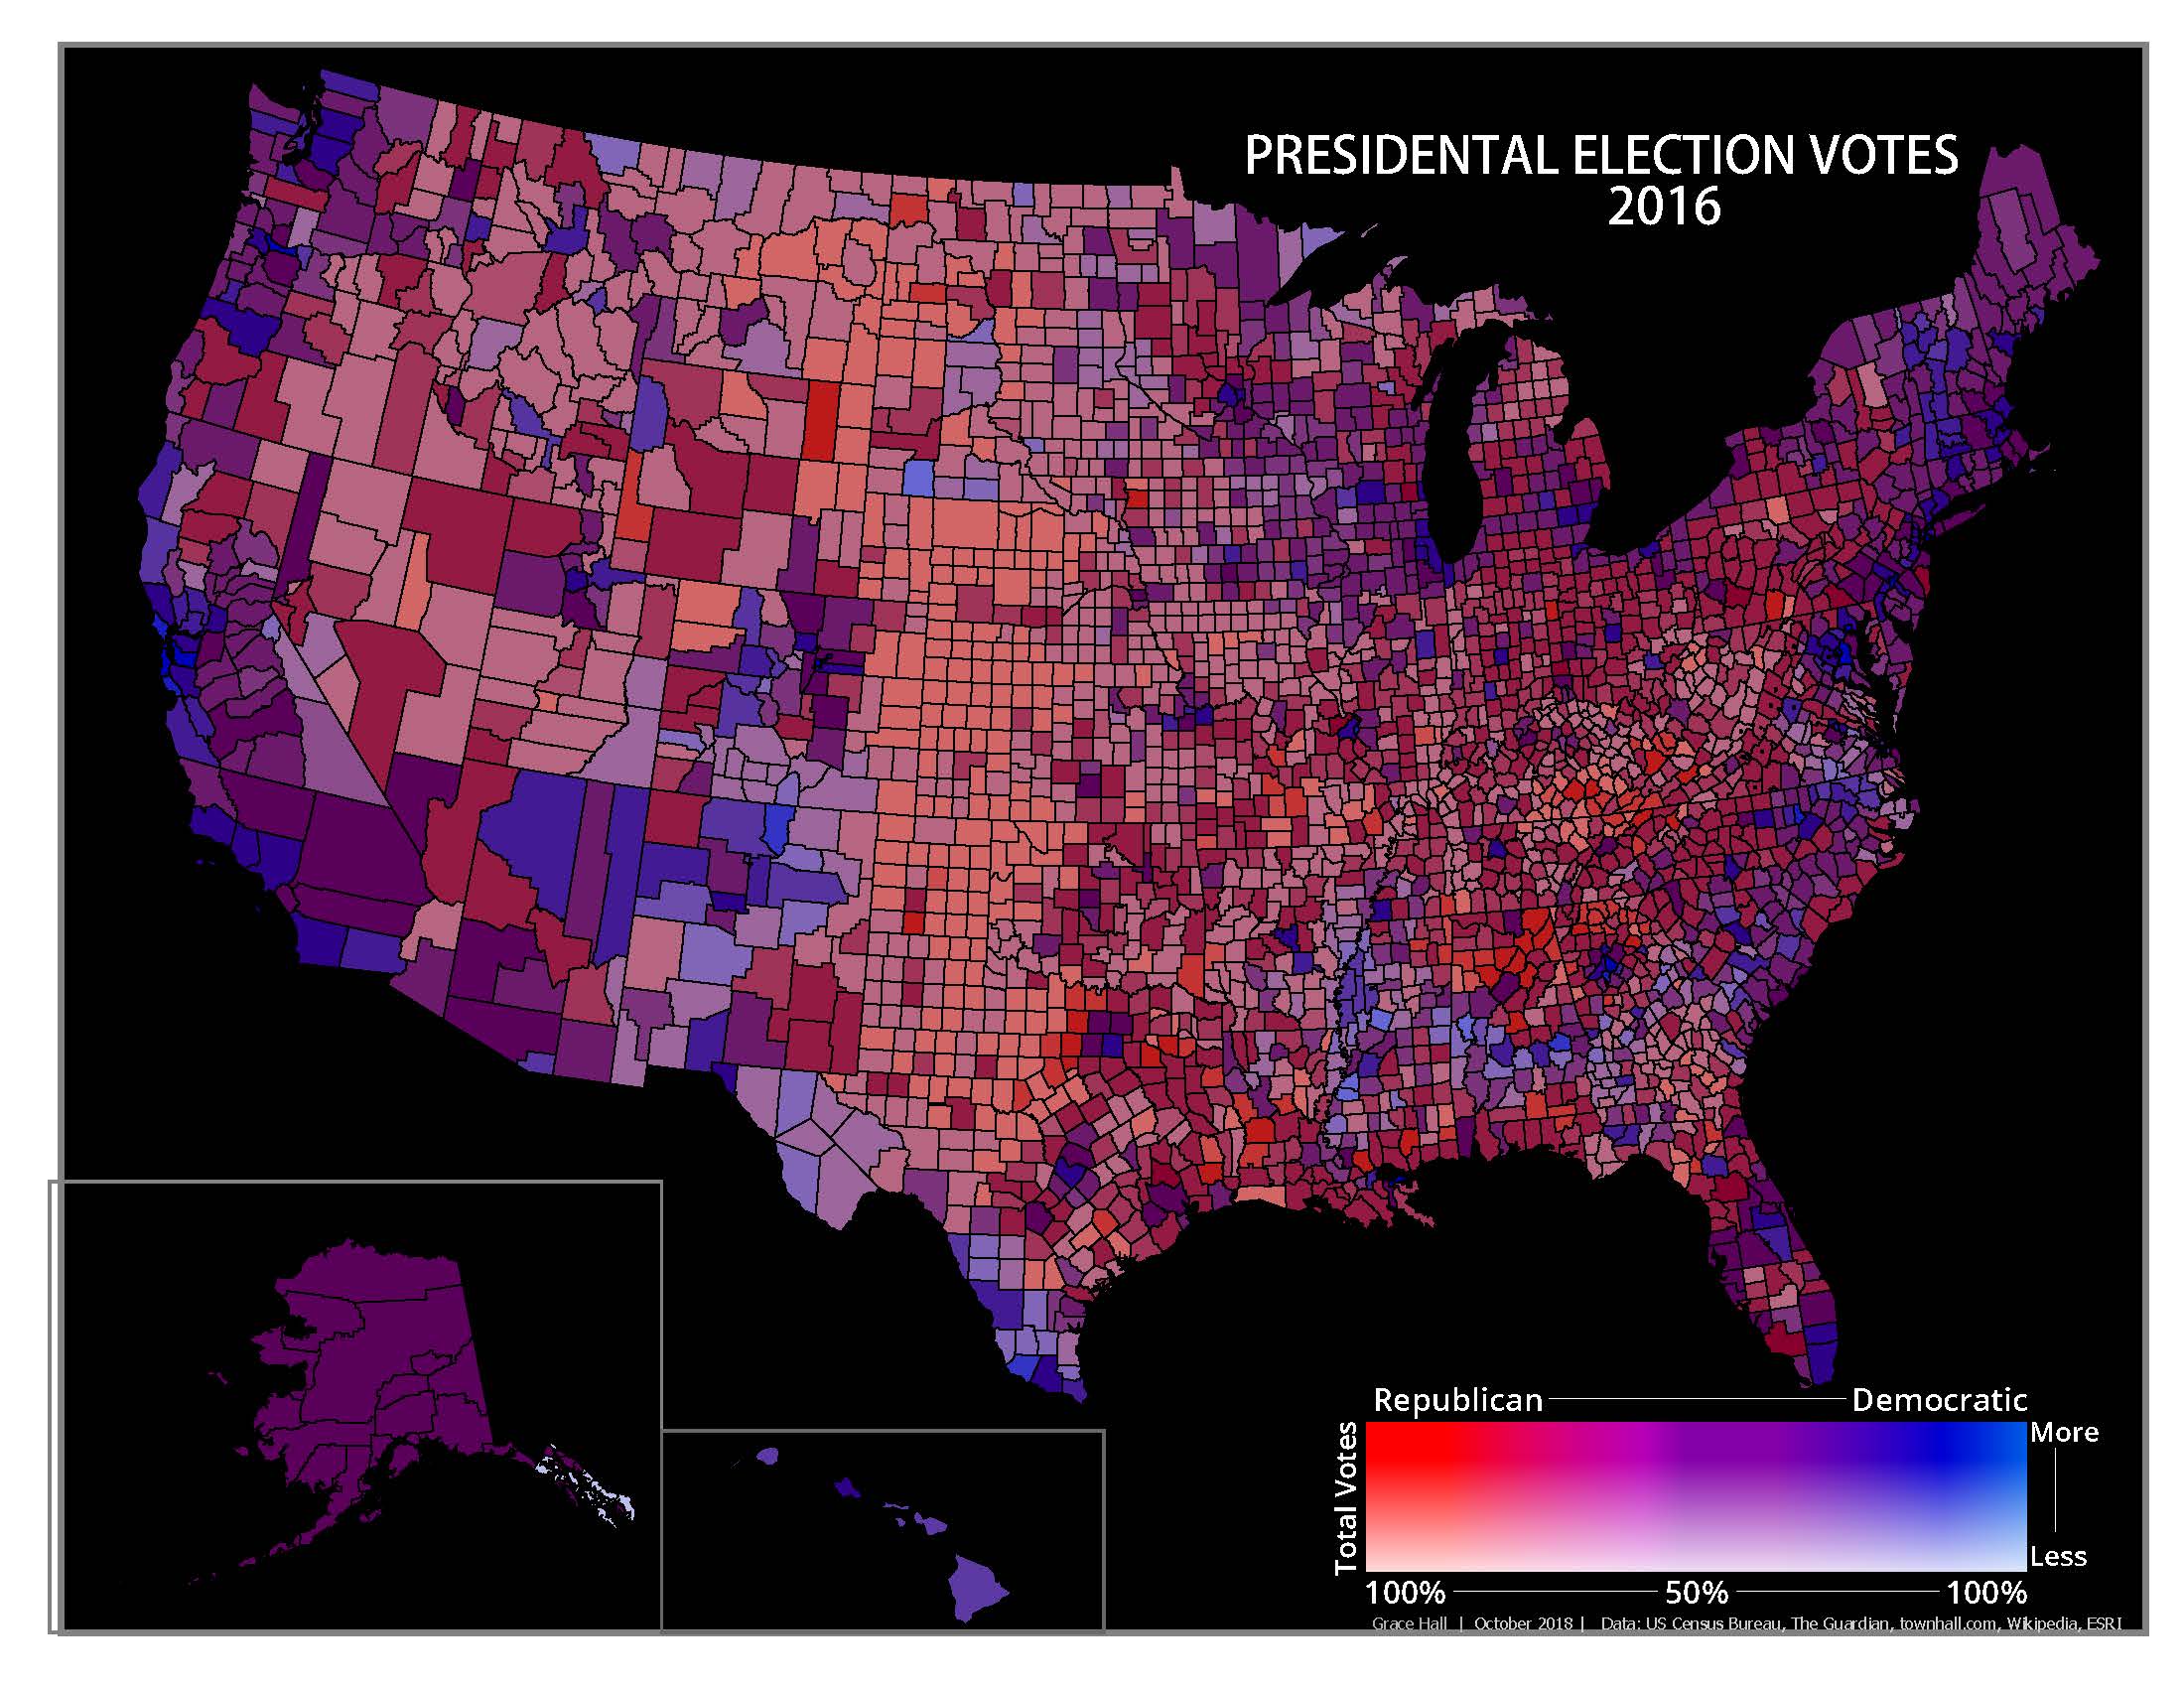 PRESIDENTAL ELECTION VOTES
2016
Republican Democratic
Total Votes
More
Less
100% 50% 100%
Grace Hall | October 2018 | Data: US Census Bureau, The Guardian, townhall.com, Wikipedia, ESRI